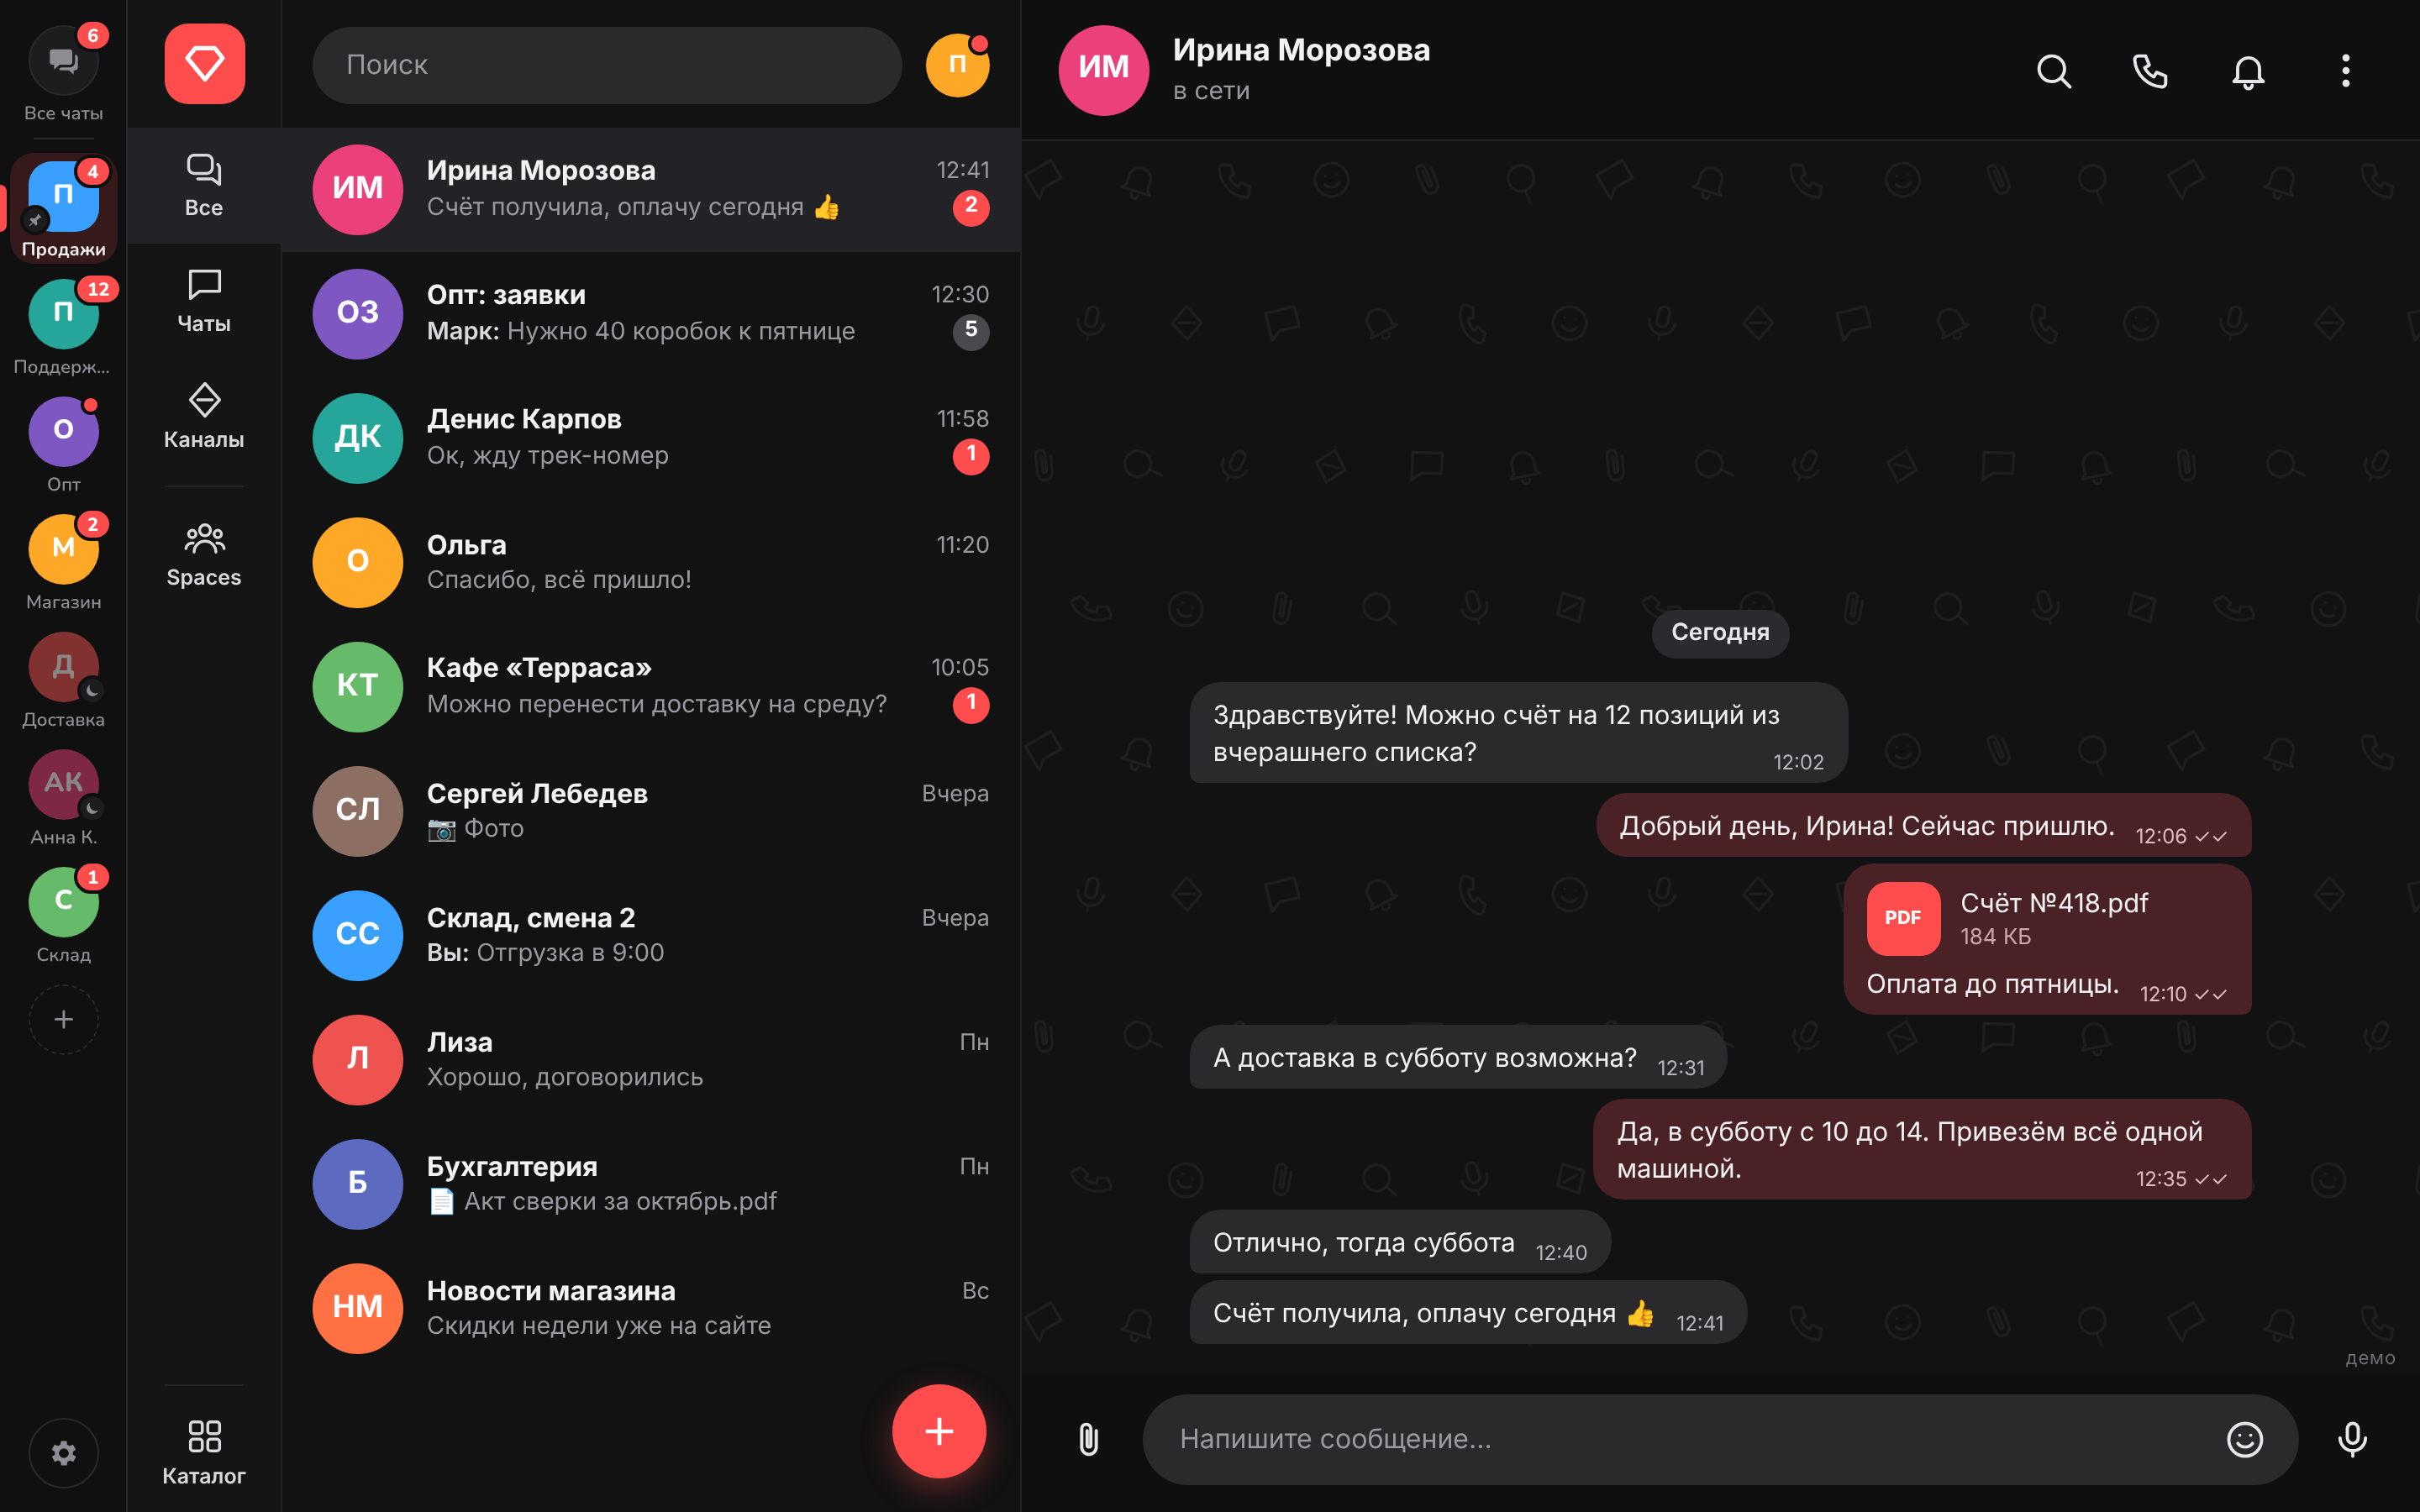 6
Все чаты
П
4
Продажи
П
12
Поддерж...
О
Опт
М
2
Магазин
Д
Доставка
АК
Анна К.
С
1
Склад
Все
Чаты
Каналы
Spaces
Каталог
Поиск
П
ИМ
Ирина Морозова
12:41
Счёт получила, оплачу сегодня 👍
2
ОЗ
Опт: заявки
12:30
Марк: Нужно 40 коробок к пятнице
5
ДК
Денис Карпов
11:58
Ок, жду трек-номер
1
О
Ольга
11:20
Спасибо, всё пришло!
КТ
Кафе «Терраса»
10:05
Можно перенести доставку на среду?
1
СЛ
Сергей Лебедев
Вчера
📷 Фото
СС
Склад, смена 2
Вчера
Вы: Отгрузка в 9:00
Л
Лиза
Пн
Хорошо, договорились
Б
Бухгалтерия
Пн
📄 Акт сверки за октябрь.pdf
НМ
Новости магазина
Вс
Скидки недели уже на сайте
ИМ
Ирина Морозова
в сети
Сегодня
Здравствуйте! Можно счёт на 12 позиций из
вчерашнего списка?
12:02
Добрый день, Ирина! Сейчас пришлю.
12:06
PDF
Счёт №418.pdf
184 КБ
Оплата до пятницы.
12:10
А доставка в субботу возможна?
12:31
Да, в субботу с 10 до 14. Привезём всё одной
машиной.
12:35
Отлично, тогда суббота
12:40
Счёт получила, оплачу сегодня 👍
12:41
демо
Напишите сообщение...